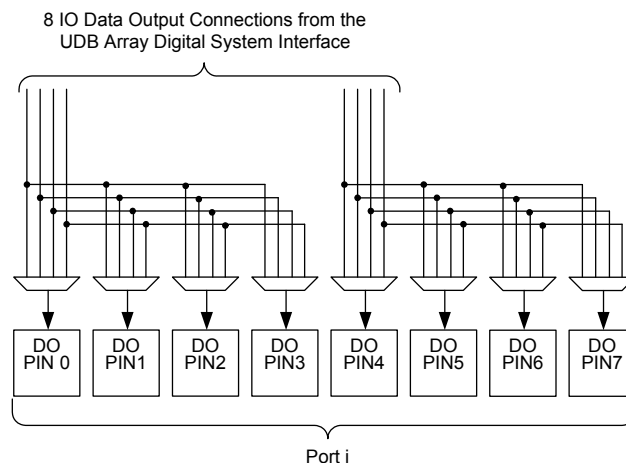 8 IO Data Output Connections from the
UDB Array Digital System Interface
DO
PIN 0
DO
PIN1
DO
PIN2
DO
PIN3
DO
PIN4
DO
PIN5
DO
PIN6
DO
PIN7
Port i